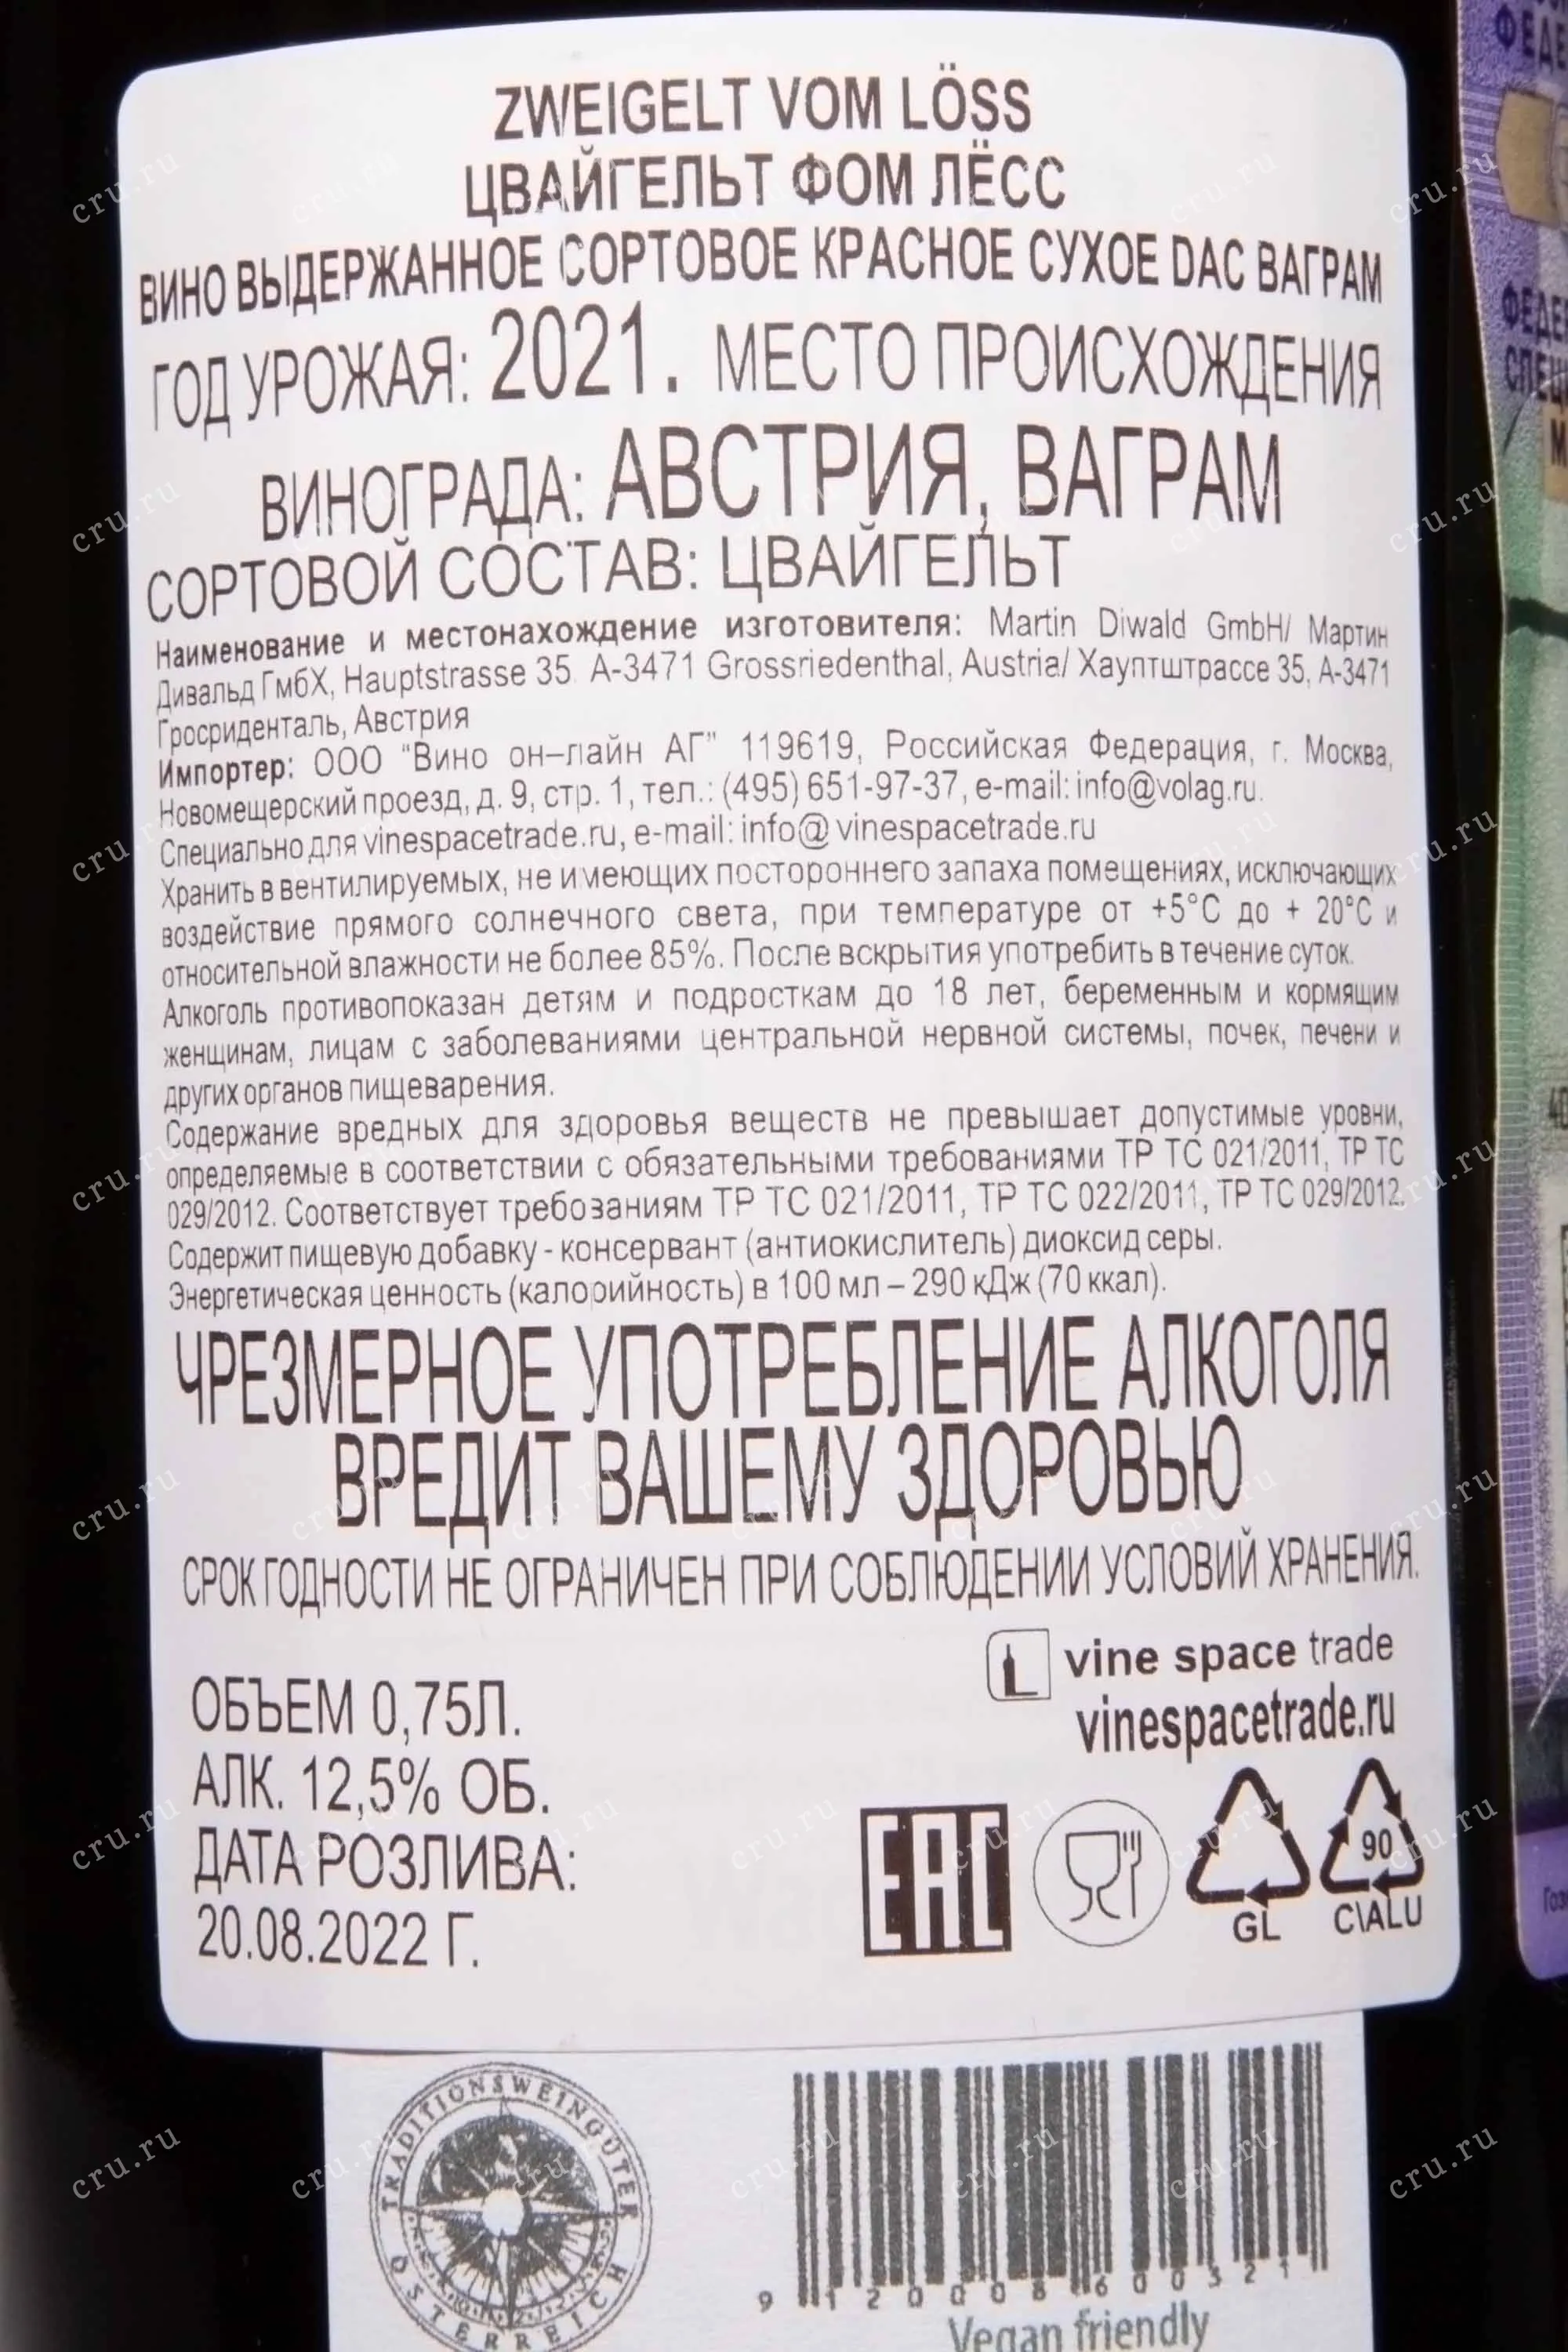 ZWEIGELT VOM LÖSS
ЦВАЙГЕЛЬТ ФОМ ЛЁСС
ВИНО ВЫДЕРЖАННОЕ СОРТОВОЕ КРАСНОЕ СУХОЕ DAC ВАГРАМ
ГОД УРОЖАЯ: 2021. МЕСТО ПРОИСХОЖДЕНИЯ
ВИНОГРАДА: АВСТРИЯ, ВАГРАМ
СОРТОВОЙ СОСТАВ: ЦВАЙГЕЛЬТ
Наименование и местонахождение изготовителя: Martin Diwald GmbH/ Мартин
Дивальд ГмбХ, Hauptstrasse 35 A-3471 Grossriedenthal, Austria/ Хауптштрассе 35, А-3471
Гросриденталь, Австрия
Импортер: ООО "Вино он–лайн АГ" 119619, Российская Федерация, г. Москва,
Новомещерский проезд, д. 9, стр. 1, тел.: (495) 651-97-37, e-mail: info@volag.ru.
Специально для vinespacetrade.ru, e-mail: info@ vinespacetrade.ru
Хранить в вентилируемых, не имеющих постороннего запаха помещениях, исключающих
воздействие прямого солнечного света, при температуре от +5°C до + 20°C и
относительной влажности не более 85%. После вскрытия употребить в течение суток.
Алкоголь противопоказан детям и подросткам до 18 лет, беременным и кормящим
женщинам, лицам с заболеваниями центральной нервной системы, почек, печени и
других органов пищеварения.
Содержание вредных для здоровья веществ не превышает допустимые уровни,
определяемые в соответствии с обязательными требованиями ТР ТС 021/2011, ТР ТС
029/2012. Соответствует требованиям ТР ТС 021/2011, ТР ТС 022/2011, ТР ТС 029/2012.
Содержит пищевую добавку - консервант (антиокислитель) диоксид серы.
Энергетическая ценность (калорийность) в 100 мл – 290 кДж (70 ккал).
ЧРЕЗМЕРНОЕ УПОТРЕБЛЕНИЕ АЛКОГОЛЯ
ВРЕДИТ ВАШЕМУ ЗДОРОВЬЮ
СРОК ГОДНОСТИ НЕ ОГРАНИЧЕН ПРИ СОБЛЮДЕНИИ УСЛОВИЙ ХРАНЕНИЯ.
vine space trade
vinespacetrade.ru
ОБЪЕМ 0,75Л.
АЛК. 12,5% ОБ.
ДАТА РОЗЛИВА:
20.08.2022 Г.
EAC
90
GL C\ALU
TRADITIONSWEINGÜTER
ÖSTERREICH
9 120008 600321
Vegan friendly
cru.ru